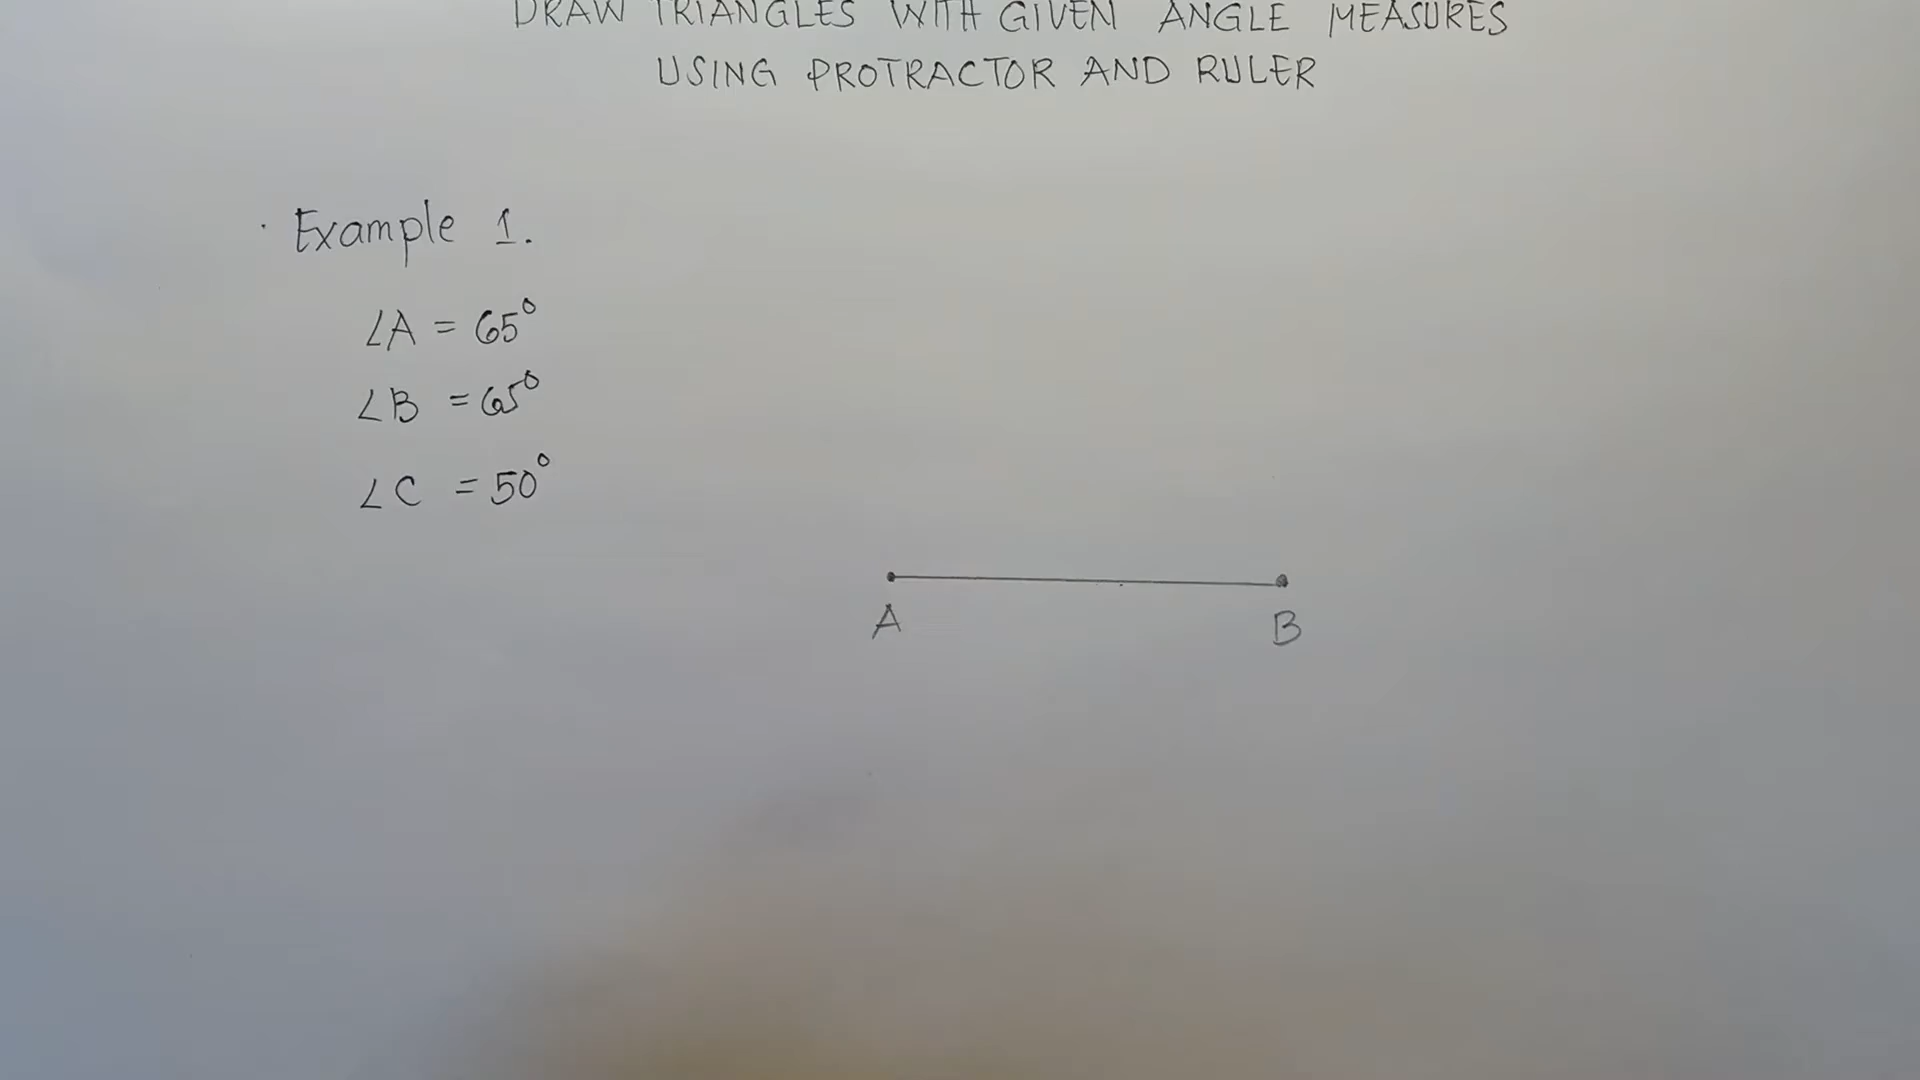 DRAW TRIANGLES WITH GIVEN ANGLE MEASURES
USING PROTRACTOR AND RULER
Example 1.
∠A = 65°
∠B = 65°
∠C = 50°
A B